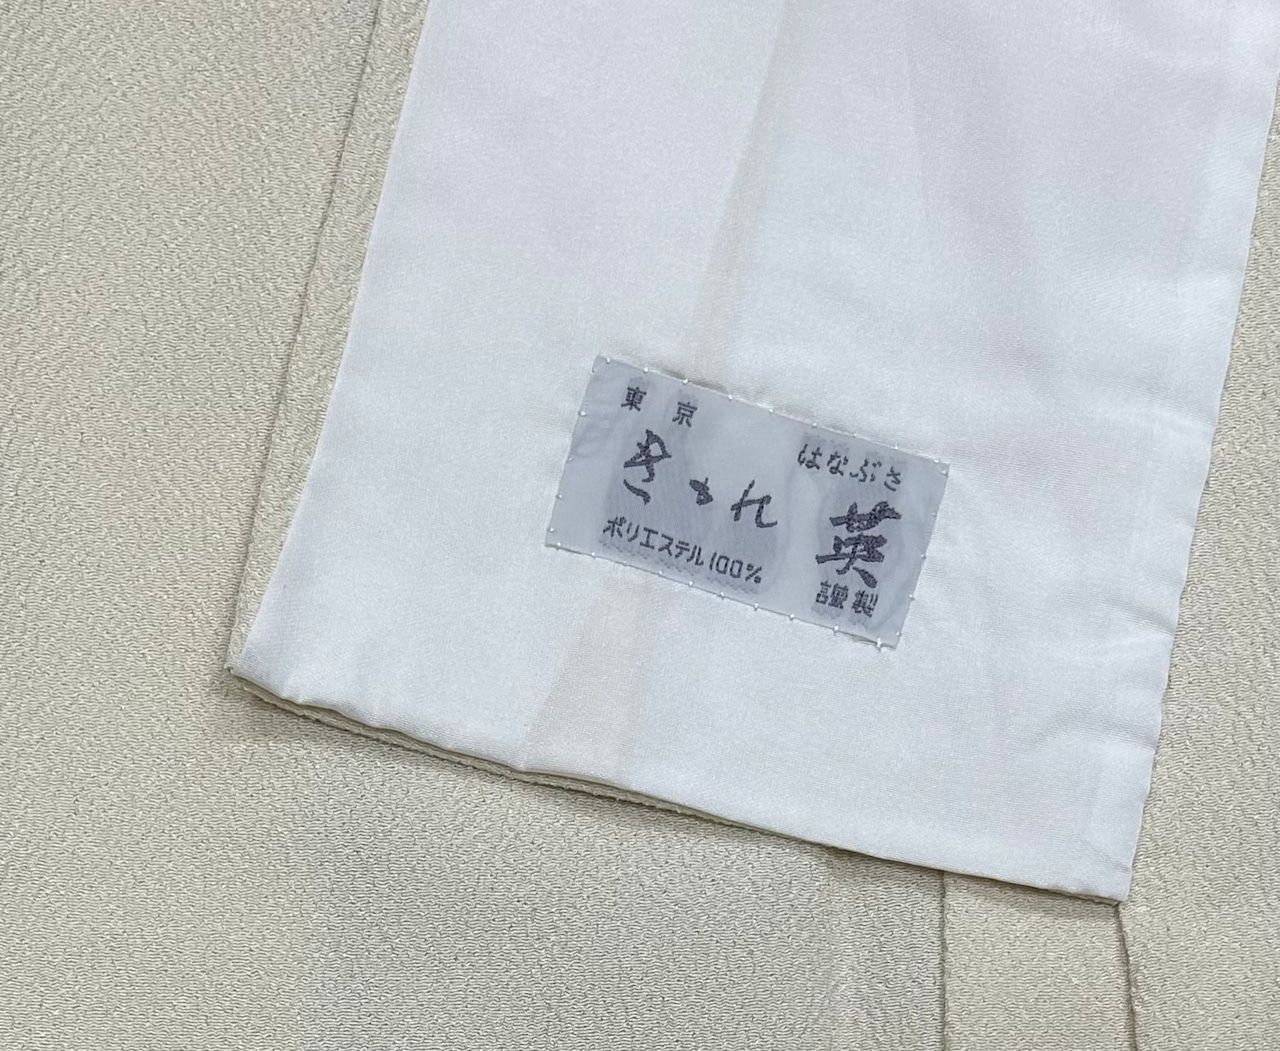 東京
きもれ
ポリエステル100%
はなぶさ
英
謹製